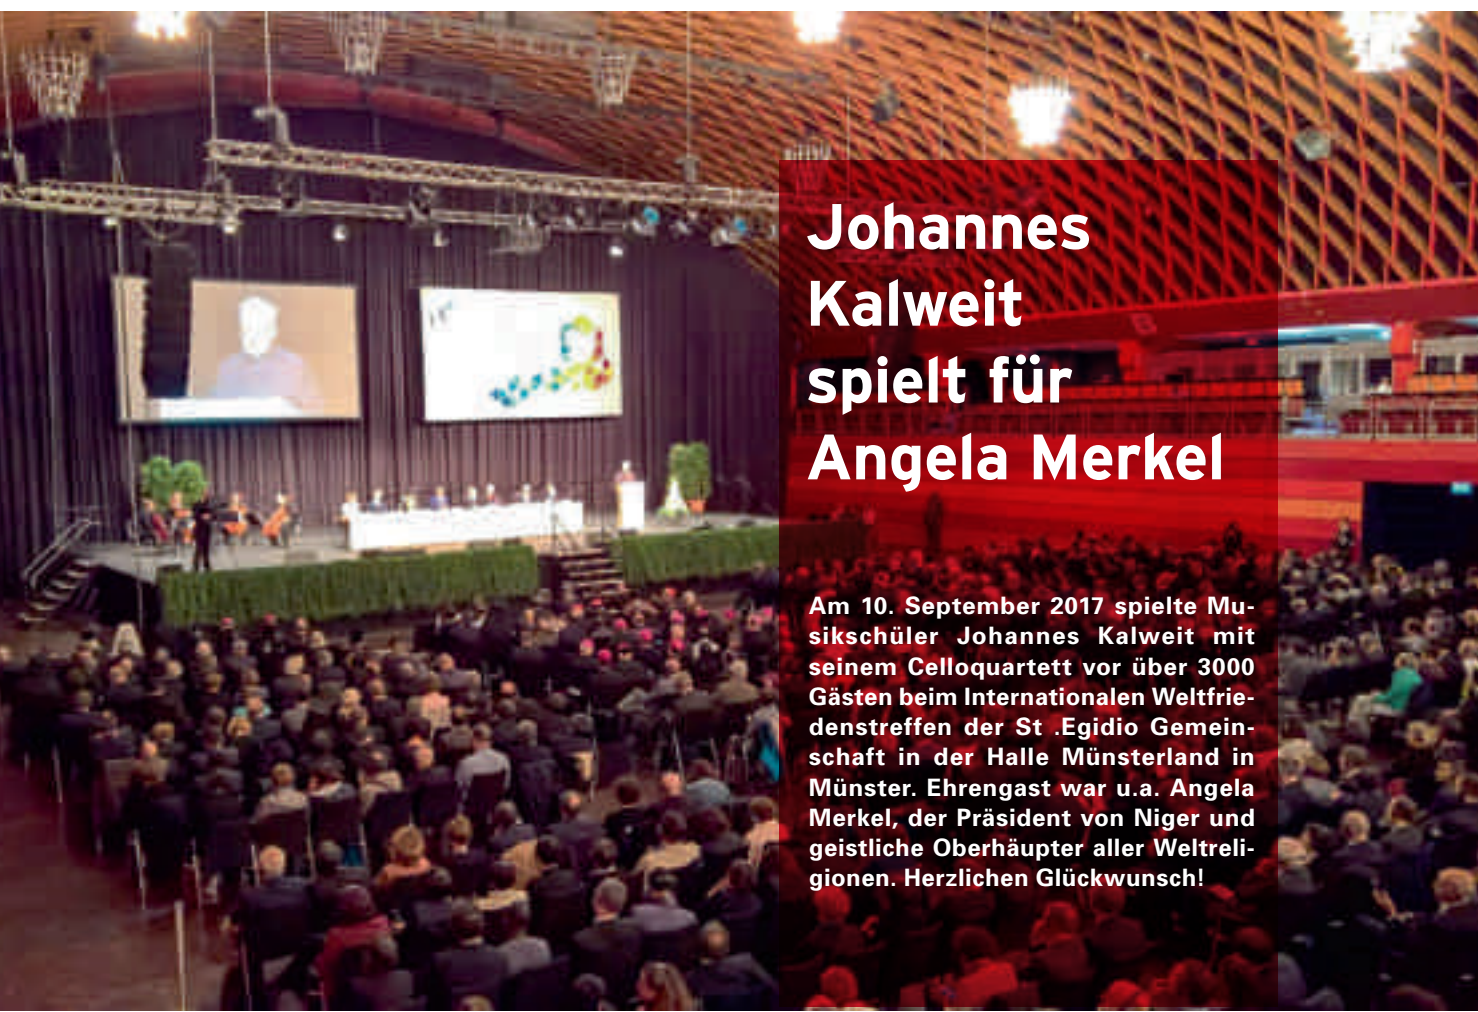 Johannes
Kalweit
spielt für
Angela Merkel
Am 10. September 2017 spielte Mu-
sikschüler Johannes Kalweit mit
seinem Celloquartett vor über 3000
Gästen beim Internationalen Weltfrie-
denstreffen der St .Egidio Gemein-
schaft in der Halle Münsterland in
Münster. Ehrengast war u.a. Angela
Merkel, der Präsident von Niger und
geistliche Oberhäupter aller Weltreli-
gionen. Herzlichen Glückwunsch!